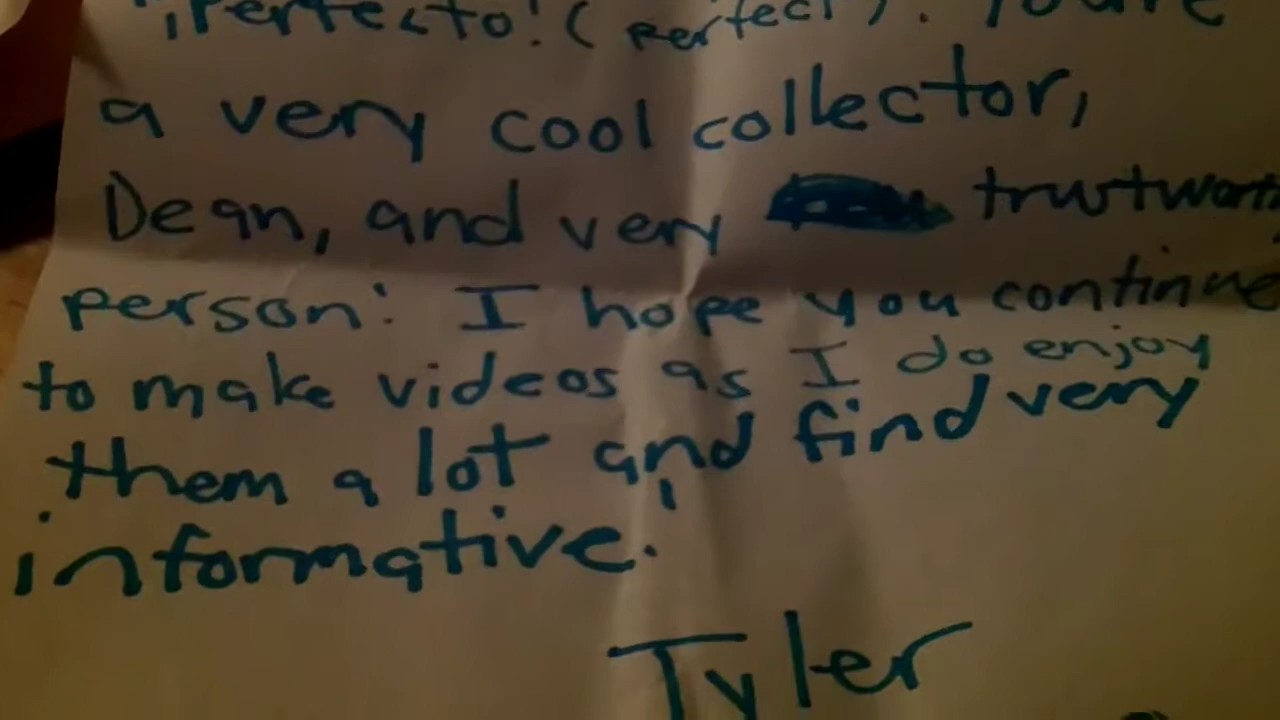 ¡Perfecto! (perfect). You're
a very cool collector,
Dean, and very trustworth
person! I hope you continue
to make videos as I do enjoy
them a lot and find very
informative!
Tyler